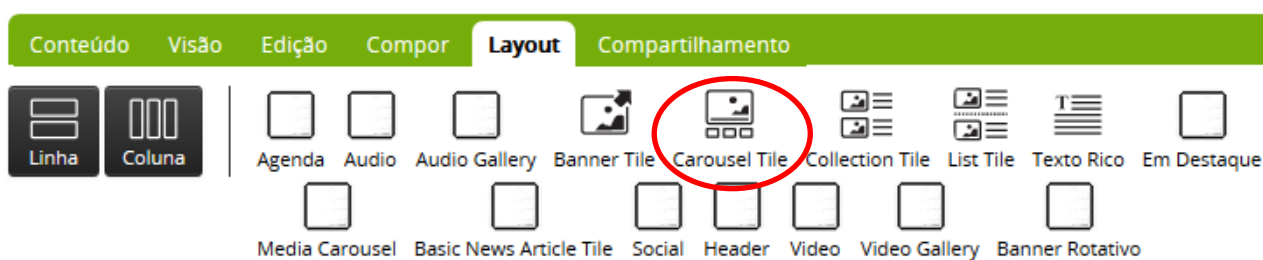 Conteúdo Visão Edição Compor Layout Compartilhamento
Linha Coluna Agenda Audio Audio Gallery Banner Tile Carousel Tile Collection Tile List Tile Texto Rico Em Destaque
Media Carousel Basic News Article Tile Social Header Video Video Gallery Banner Rotativo